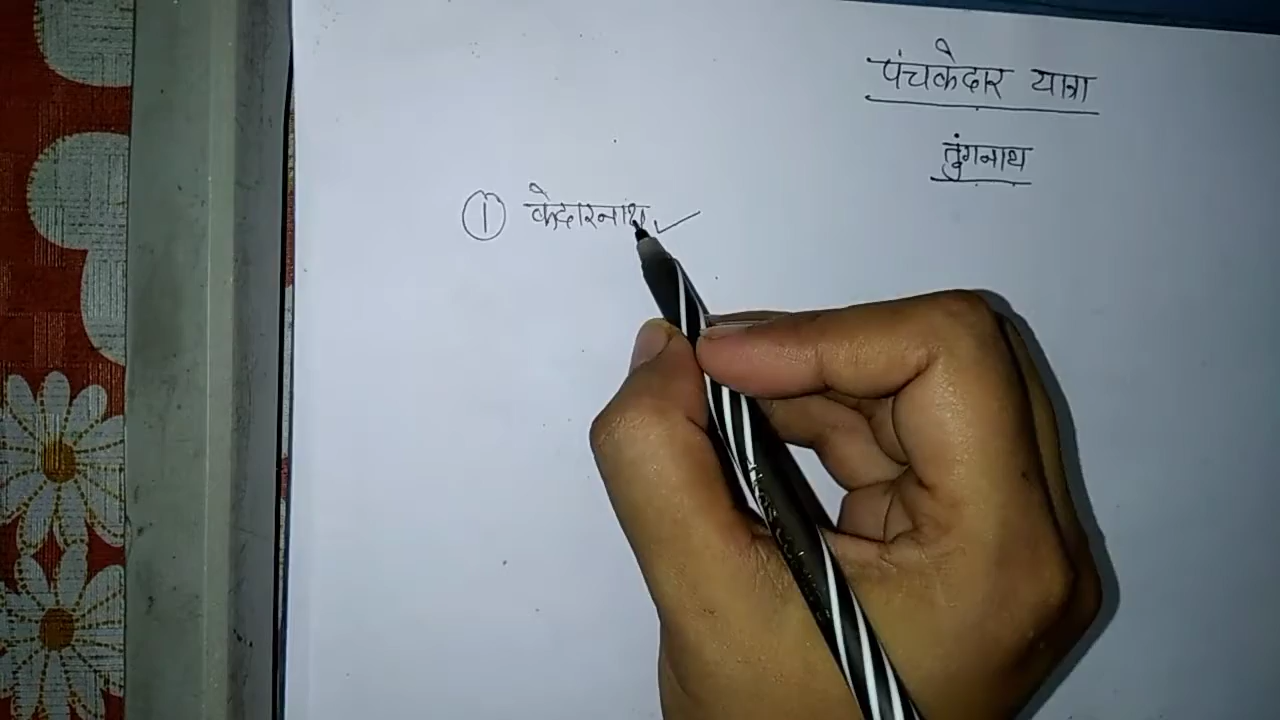 पंचकेदार यात्रा
तुंगनाथ
① केदारनाथ ✓